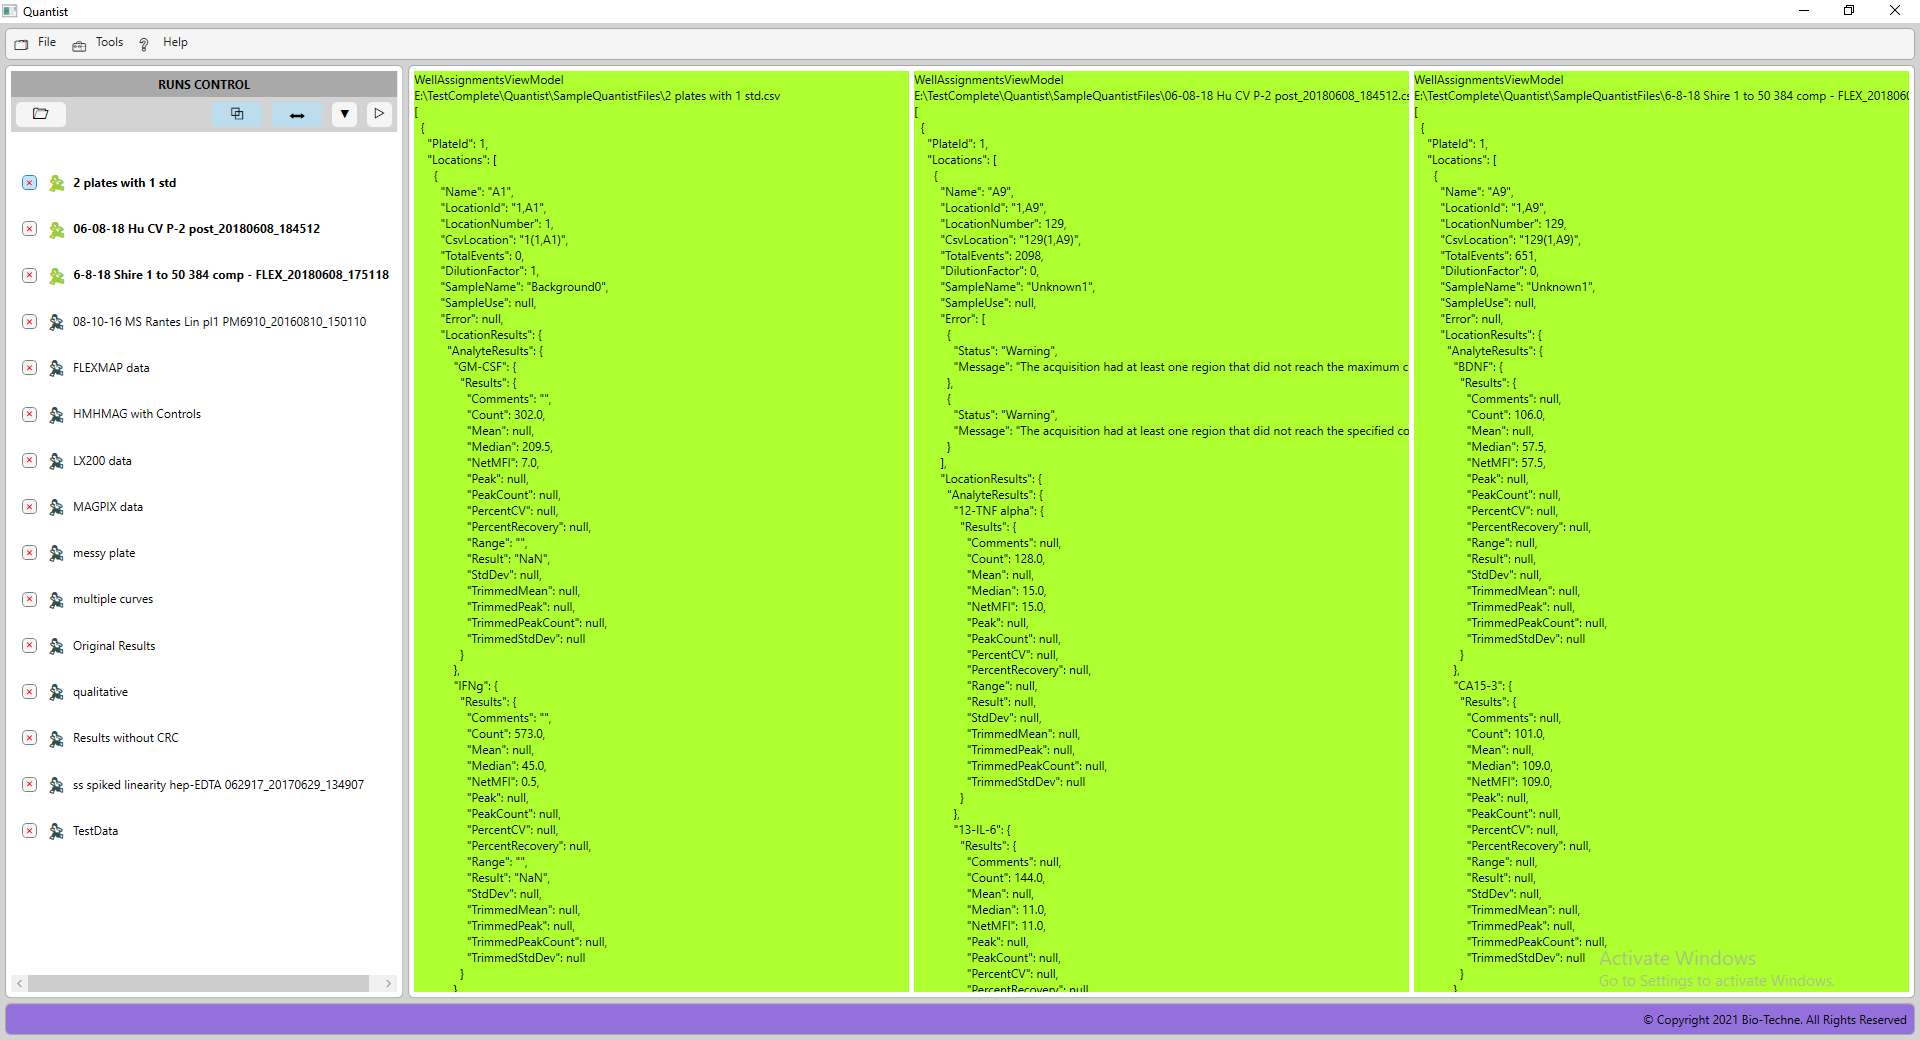 Quantist
File Tools Help
RUNS CONTROL
2 plates with 1 std
06-08-18 Hu CV P-2 post_20180608_184512
6-8-18 Shire 1 to 50 384 comp - FLEX_20180608_175118
08-10-16 MS Rantes Lin pl1 PM6910_20160810_150110
FLEXMAP data
HMHMAG with Controls
LX200 data
MAGPIX data
messy plate
multiple curves
Original Results
qualitative
Results without CRC
ss spiked linearity hep-EDTA 062917_20170629_134907
TestData
WellAssignmentsViewModel
E:\TestComplete\Quantist\SampleQuantistFiles\2 plates with 1 std.csv
[
{
"PlateId": 1,
"Locations": [
{
"Name": "A1",
"LocationId": "1,A1",
"LocationNumber": 1,
"CsvLocation": "1(1,A1)",
"TotalEvents": 0,
"DilutionFactor": 1,
"SampleName": "Background0",
"SampleUse": null,
"Error": null,
"LocationResults": {
"AnalyteResults": {
"GM-CSF": {
"Results": {
"Comments": "",
"Count": 302.0,
"Mean": null,
"Median": 209.5,
"NetMFI": 7.0,
"Peak": null,
"PeakCount": null,
"PercentCV": null,
"PercentRecovery": null,
"Range": "",
"Result": "NaN",
"StdDev": null,
"TrimmedMean": null,
"TrimmedPeak": null,
"TrimmedPeakCount": null,
"TrimmedStdDev": null
}
},
"IFNg": {
"Results": {
"Comments": "",
"Count": 573.0,
"Mean": null,
"Median": 45.0,
"NetMFI": 0.5,
"Peak": null,
"PeakCount": null,
"PercentCV": null,
"PercentRecovery": null,
"Range": "",
"Result": "NaN",
"StdDev": null,
"TrimmedMean": null,
"TrimmedPeak": null,
"TrimmedPeakCount": null,
"TrimmedStdDev": null
}
}
WellAssignmentsViewModel
E:\TestComplete\Quantist\SampleQuantistFiles\06-08-18 Hu CV P-2 post_20180608_184512.cs
[
{
"PlateId": 1,
"Locations": [
{
"Name": "A9",
"LocationId": "1,A9",
"LocationNumber": 129,
"CsvLocation": "129(1,A9)",
"TotalEvents": 2098,
"DilutionFactor": 0,
"SampleName": "Unknown1",
"SampleUse": null,
"Error": [
{
"Status": "Warning",
"Message": "The acquisition had at least one region that did not reach the maximum c
},
{
"Status": "Warning",
"Message": "The acquisition had at least one region that did not reach the specified co
}
],
"LocationResults": {
"AnalyteResults": {
"12-TNF alpha": {
"Results": {
"Comments": null,
"Count": 128.0,
"Mean": null,
"Median": 15.0,
"NetMFI": 15.0,
"Peak": null,
"PeakCount": null,
"PercentCV": null,
"PercentRecovery": null,
"Range": null,
"Result": null,
"StdDev": null,
"TrimmedMean": null,
"TrimmedPeak": null,
"TrimmedPeakCount": null,
"TrimmedStdDev": null
}
},
"13-IL-6": {
"Results": {
"Comments": null,
"Count": 144.0,
"Mean": null,
"Median": 11.0,
"NetMFI": 11.0,
"Peak": null,
"PeakCount": null,
"PercentCV": null,
"PercentRecovery": null
WellAssignmentsViewModel
E:\TestComplete\Quantist\SampleQuantistFiles\6-8-18 Shire 1 to 50 384 comp - FLEX_2018060
[
{
"PlateId": 1,
"Locations": [
{
"Name": "A9",
"LocationId": "1,A9",
"LocationNumber": 129,
"CsvLocation": "129(1,A9)",
"TotalEvents": 651,
"DilutionFactor": 0,
"SampleName": "Unknown1",
"SampleUse": null,
"Error": null,
"LocationResults": {
"AnalyteResults": {
"BDNF": {
"Results": {
"Comments": null,
"Count": 106.0,
"Mean": null,
"Median": 57.5,
"NetMFI": 57.5,
"Peak": null,
"PeakCount": null,
"PercentCV": null,
"PercentRecovery": null,
"Range": null,
"Result": null,
"StdDev": null,
"TrimmedMean": null,
"TrimmedPeak": null,
"TrimmedPeakCount": null,
"TrimmedStdDev": null
}
},
"CA15-3": {
"Results": {
"Comments": null,
"Count": 101.0,
"Mean": null,
"Median": 109.0,
"NetMFI": 109.0,
"Peak": null,
"PeakCount": null,
"PercentCV": null,
"PercentRecovery": null,
"Range": null,
"Result": null,
"StdDev": null,
"TrimmedMean": null,
"TrimmedPeak": null,
"TrimmedPeakCount": null,
"TrimmedStdDev": null
}
}
Activate Windows
Go to Settings to activate Windows.
© Copyright 2021 Bio-Techne. All Rights Reserved